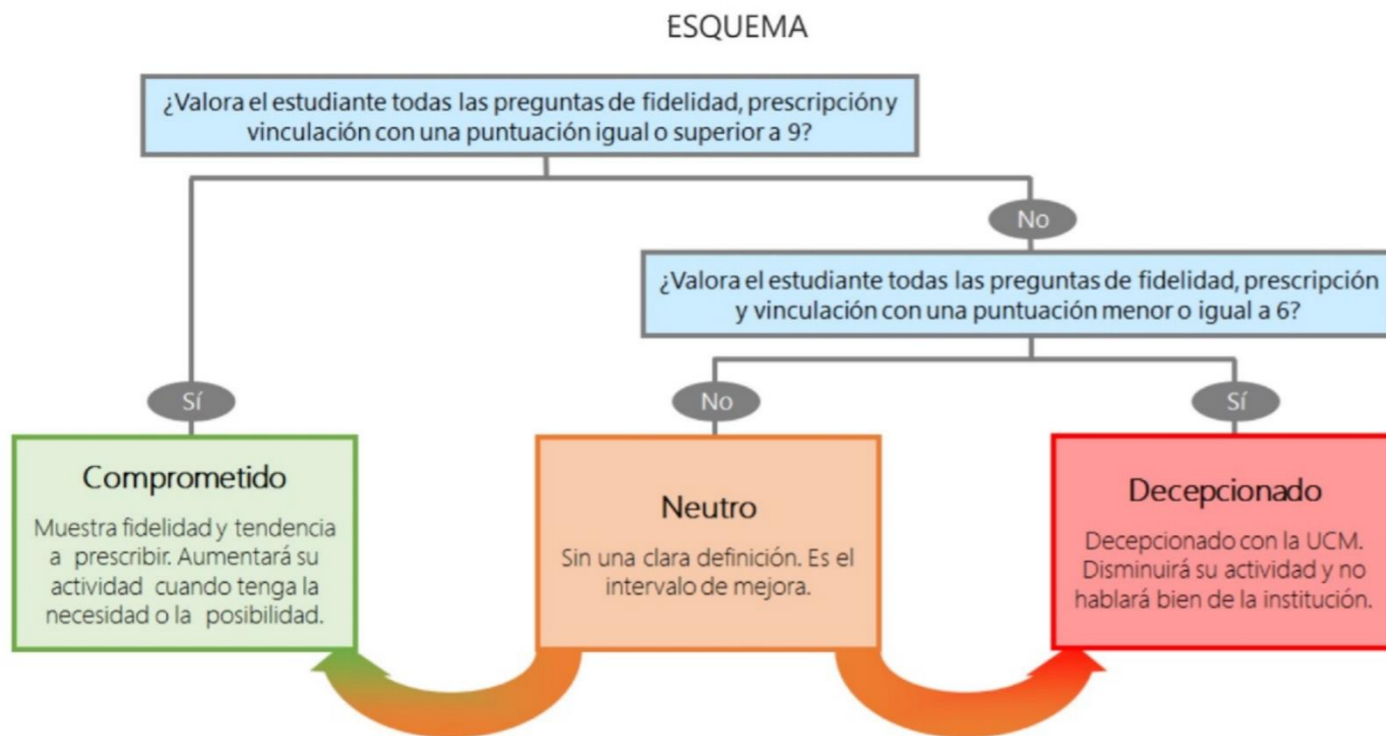 ESQUEMA
¿Valora el estudiante todas las preguntas de fidelidad, prescripción y
vinculación con una puntuación igual o superior a 9?
No
¿Valora el estudiante todas las preguntas de fidelidad, prescripción
y vinculación con una puntuación menor o igual a 6?
Sí
No
Sí
Comprometido
Muestra fidelidad y tendencia
a prescribir. Aumentará su
actividad cuando tenga la
necesidad o la posibilidad.
Neutro
Sin una clara definición. Es el
intervalo de mejora.
Decepcionado
Decepcionado con la UCM.
Disminuirá su actividad y no
hablará bien de la institución.